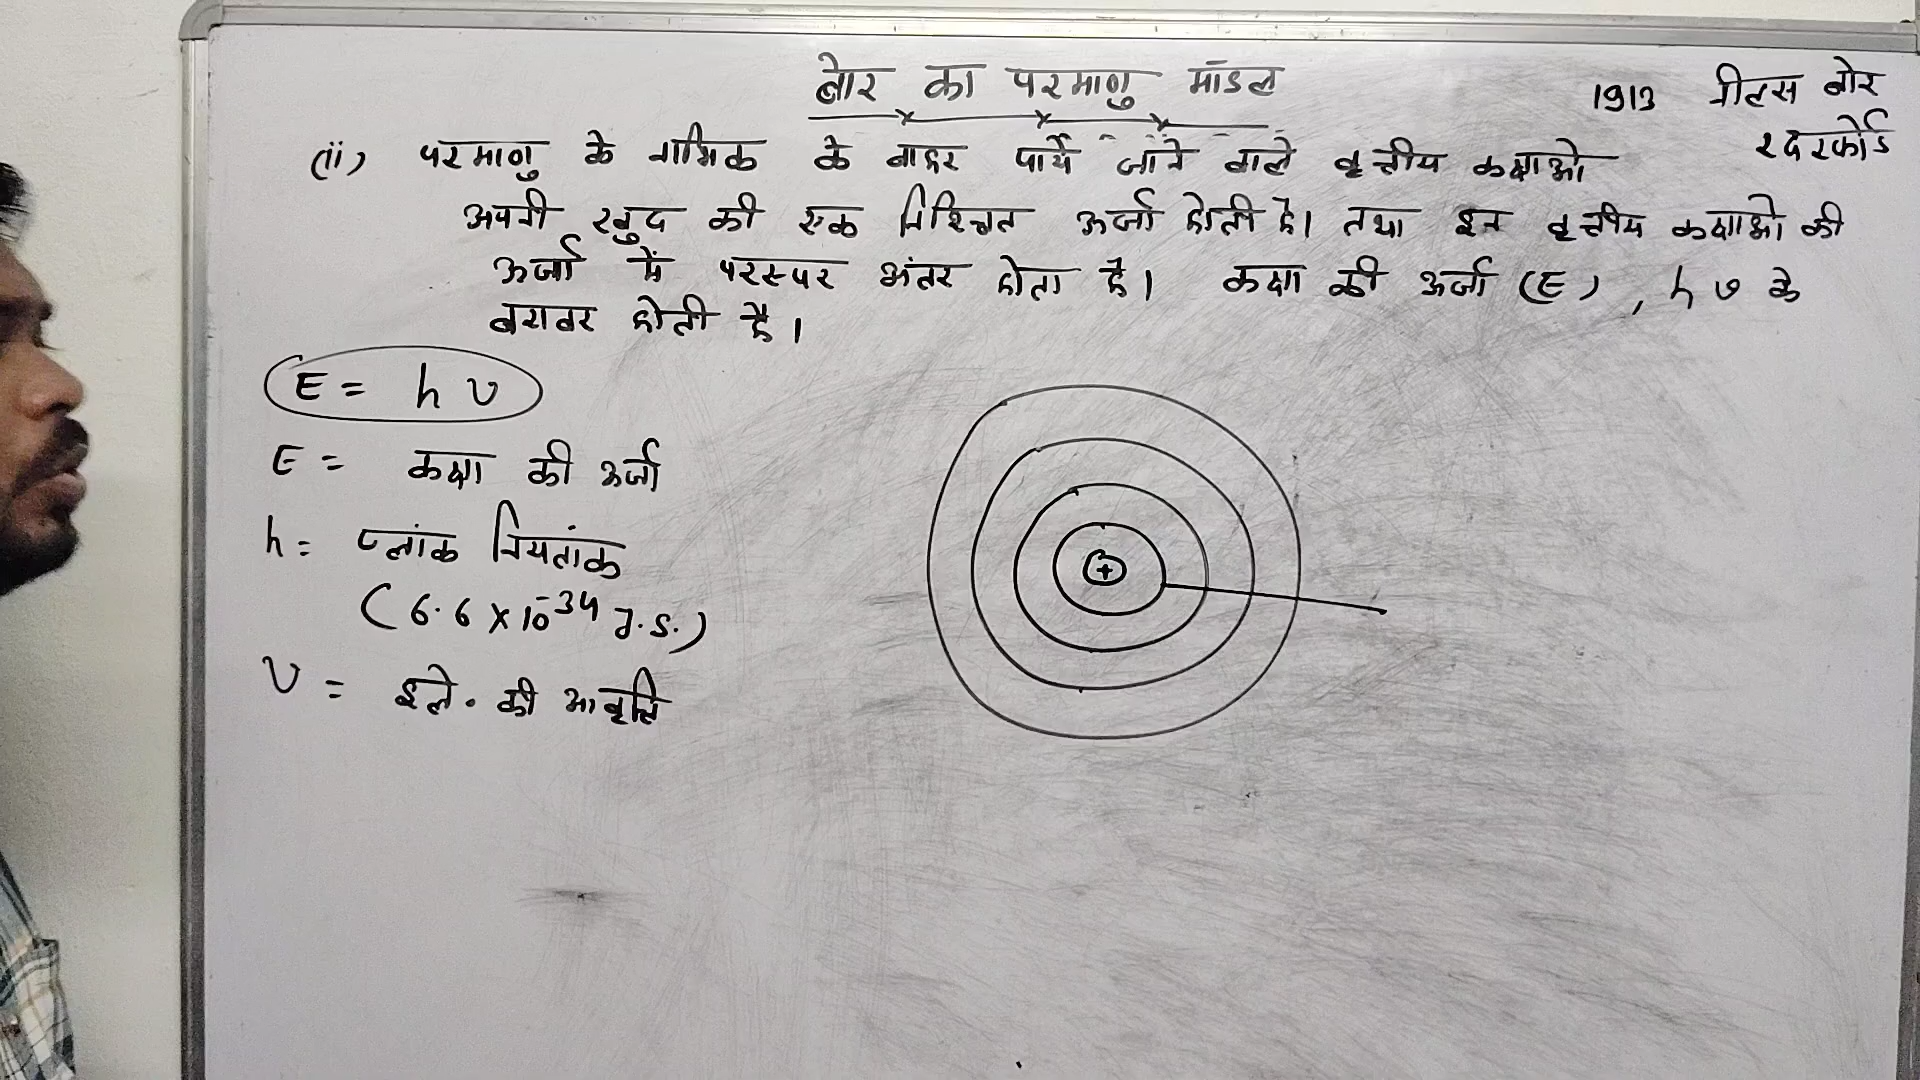 बोर का परमाणु मॉडल
1913 नील्स बोर
रदरफोर्ड
(ii) परमाणु के नाभिक के बाहर पाये जाने वाले वृत्तीय कक्षाओ
अपनी खुद की एक निश्चित ऊर्जा होती है। तथा इन वृत्तीय कक्षाओ की
ऊर्जा में परस्पर अंतर होता है। कक्षा की ऊर्जा (E), hν के
बराबर होती है।
E = hν
E = कक्षा की ऊर्जा
h = प्लांक नियतांक
(6.6 × 10⁻³⁴ J.S.)
ν = इले. की आवृत्ति
+